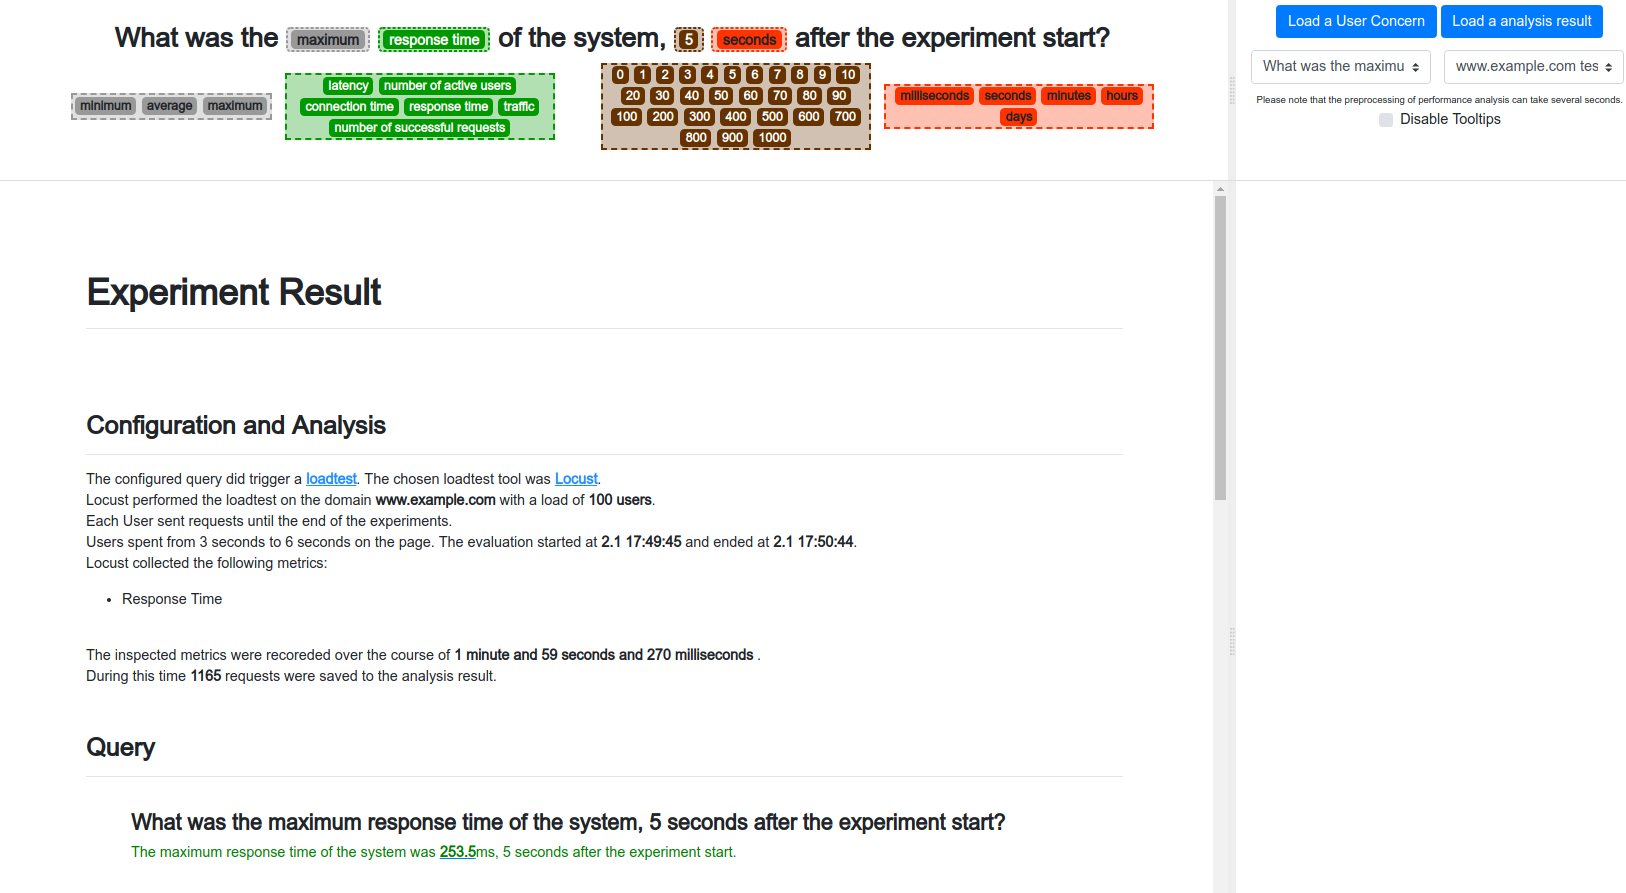 What was the maximum response time of the system, 5 seconds after the experiment start?
minimum average maximum
latency number of active users
connection time response time traffic
number of successful requests
0 1 2 3 4 5 6 7 8 9 10
20 30 40 50 60 70 80 90
100 200 300 400 500 600 700
800 900 1000
milliseconds seconds minutes hours
days
Load a User Concern Load a analysis result
What was the maximu www.example.com tes
Please note that the preprocessing of performance analysis can take several seconds.
Disable Tooltips
Experiment Result
Configuration and Analysis
The configured query did trigger a loadtest. The chosen loadtest tool was Locust.
Locust performed the loadtest on the domain www.example.com with a load of 100 users.
Each User sent requests until the end of the experiments.
Users spent from 3 seconds to 6 seconds on the page. The evaluation started at 2.1 17:49:45 and ended at 2.1 17:50:44.
Locust collected the following metrics:
• Response Time
The inspected metrics were recoreded over the course of 1 minute and 59 seconds and 270 milliseconds .
During this time 1165 requests were saved to the analysis result.
Query
What was the maximum response time of the system, 5 seconds after the experiment start?
The maximum response time of the system was 253.5ms, 5 seconds after the experiment start.